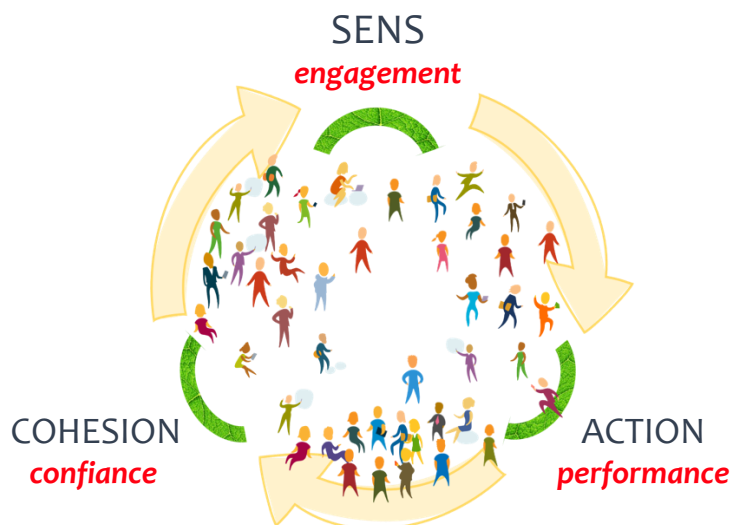 SENS
engagement
COHESION
confiance
ACTION
performance